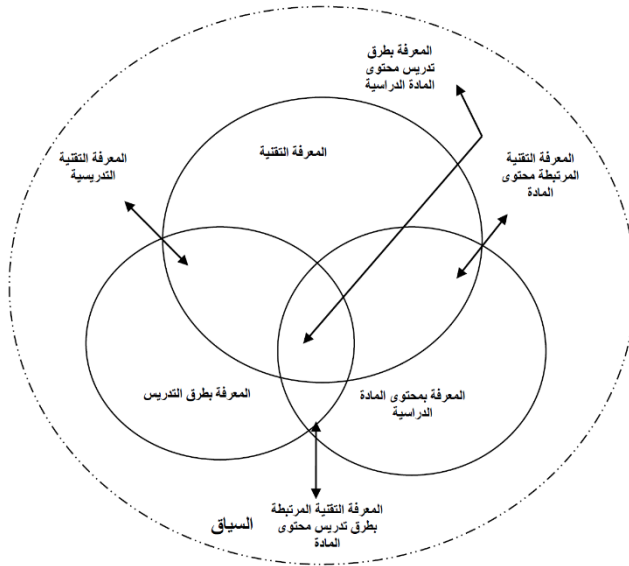 المعرفة بطرق
تدريس محتوى
المادة الدراسية
المعرفة التقنية
المعرفة التقنية
التدريسية
المعرفة التقنية
المرتبطة محتوى
المادة
المعرفة بطرق التدريس
المعرفة بمحتوى المادة
الدراسية
المعرفة التقنية المرتبطة
بطرق تدريس محتوى
المادة
السياق